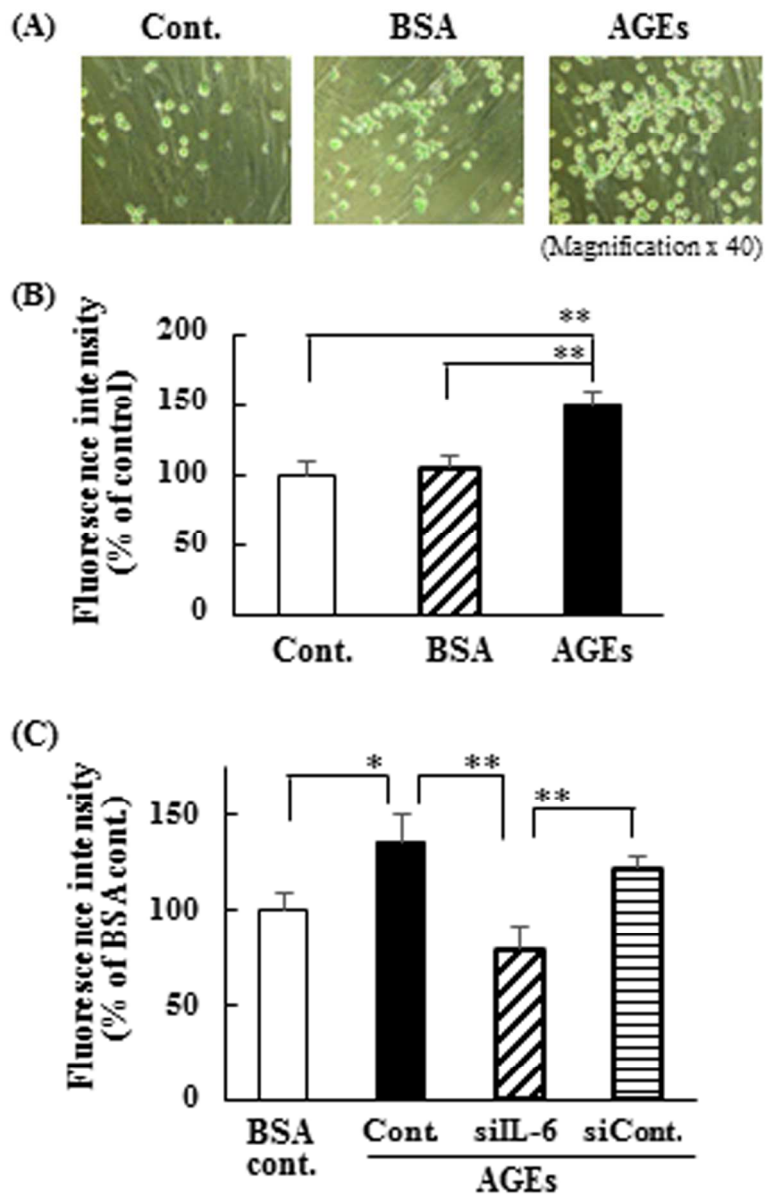 (A) Cont. BSA AGEs
(Magnification x 40)
(B)
Fluorescence intensity
(% of control)
200
150
100
50
0
**
**
Cont. BSA AGEs
(C)
Fluorescence intensity
(% of BSA cont.)
150
100
50
0
* ** **
BSA cont.
Cont. siIL-6 siCont.
AGEs